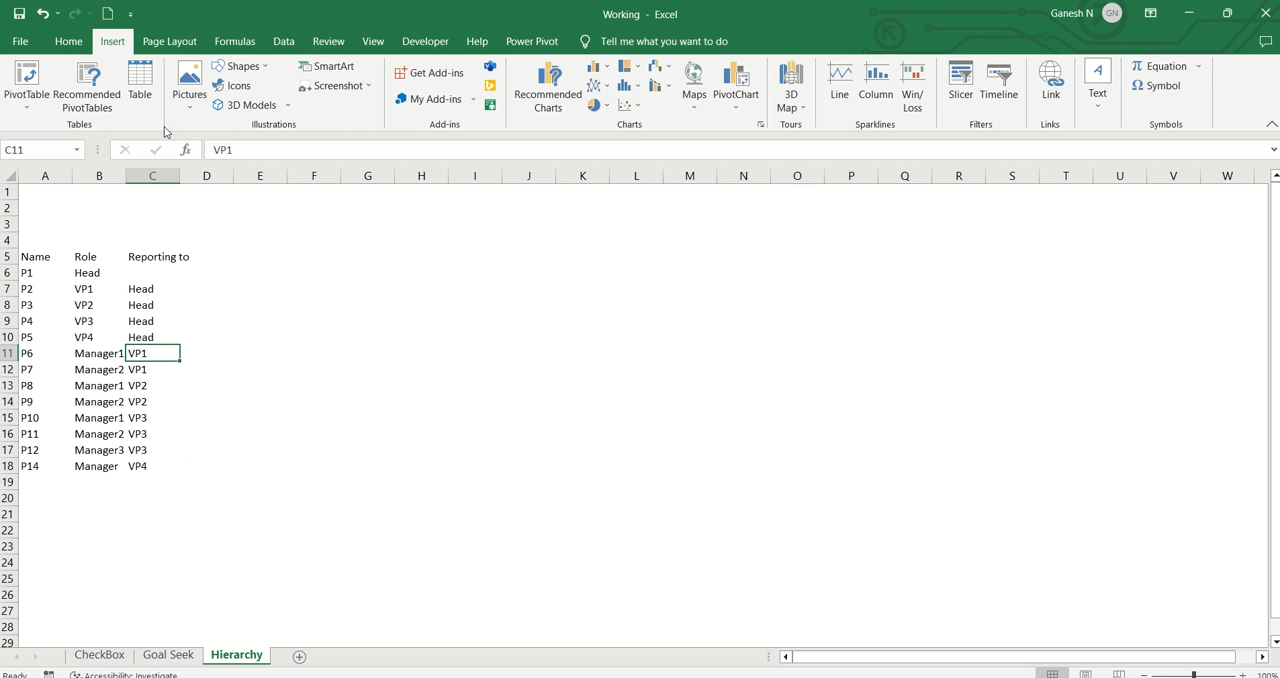 Working - Excel
Ganesh N GN
File Home Insert Page Layout Formulas Data Review View Developer Help Power Pivot Tell me what you want to do
PivotTable Recommended PivotTables Table
Tables
Pictures Shapes Icons 3D Models SmartArt Screenshot
Illustrations
Get Add-ins
My Add-ins
Add-ins
Recommended Charts
Maps PivotChart
Charts
3D Map
Tours
Line Column Win/Loss
Sparklines
Slicer Timeline
Filters
Link
Links
A
Text
π Equation
Ω Symbol
Symbols
C11 fx VP1
A B C D E F G H I J K L M N O P Q R S T U V W
1
2
3
4
5 Name Role Reporting to
6 P1 Head
7 P2 VP1 Head
8 P3 VP2 Head
9 P4 VP3 Head
10 P5 VP4 Head
11 P6 Manager1 VP1
12 P7 Manager2 VP1
13 P8 Manager1 VP2
14 P9 Manager2 VP2
15 P10 Manager1 VP3
16 P11 Manager2 VP3
17 P12 Manager3 VP3
18 P14 Manager VP4
19
20
21
22
23
24
25
26
27
28
29
CheckBox Goal Seek Hierarchy
Ready Accessibility: Investigate 100%